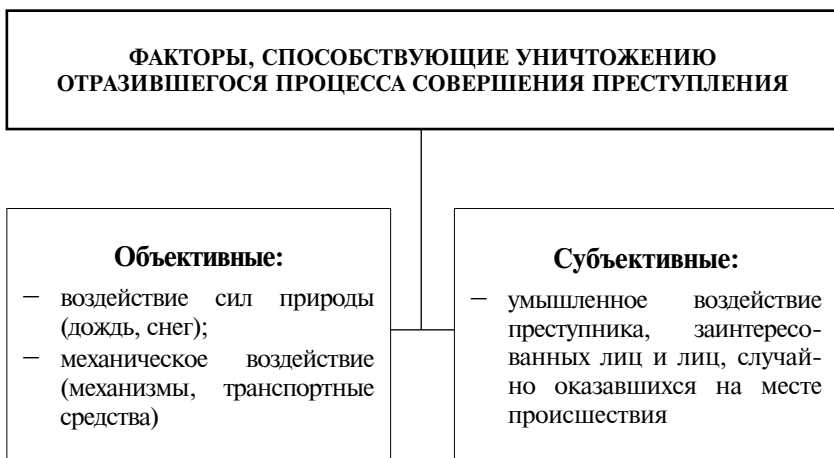 ФАКТОРЫ, СПОСОБСТВУЮЩИЕ УНИЧТОЖЕНИЮ
ОТРАЗИВШЕГОСЯ ПРОЦЕССА СОВЕРШЕНИЯ ПРЕСТУПЛЕНИЯ
Объективные:
– воздействие сил природы
(дождь, снег);
– механическое воздействие
(механизмы, транспортные
средства)
Субъективные:
– умышленное воздействие
преступника, заинтересо-
ванных лиц и лиц, случай-
но оказавшихся на месте
происшествия